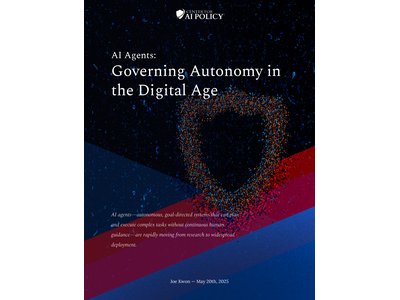 CENTER FOR
AI POLICY
AI Agents:
Governing Autonomy in
the Digital Age
AI agents—autonomous, goal-directed systems that can plan
and execute complex tasks without continuous human
guidance—are rapidly moving from research to widespread
deployment.
Joe Kwon — May 20th, 2025